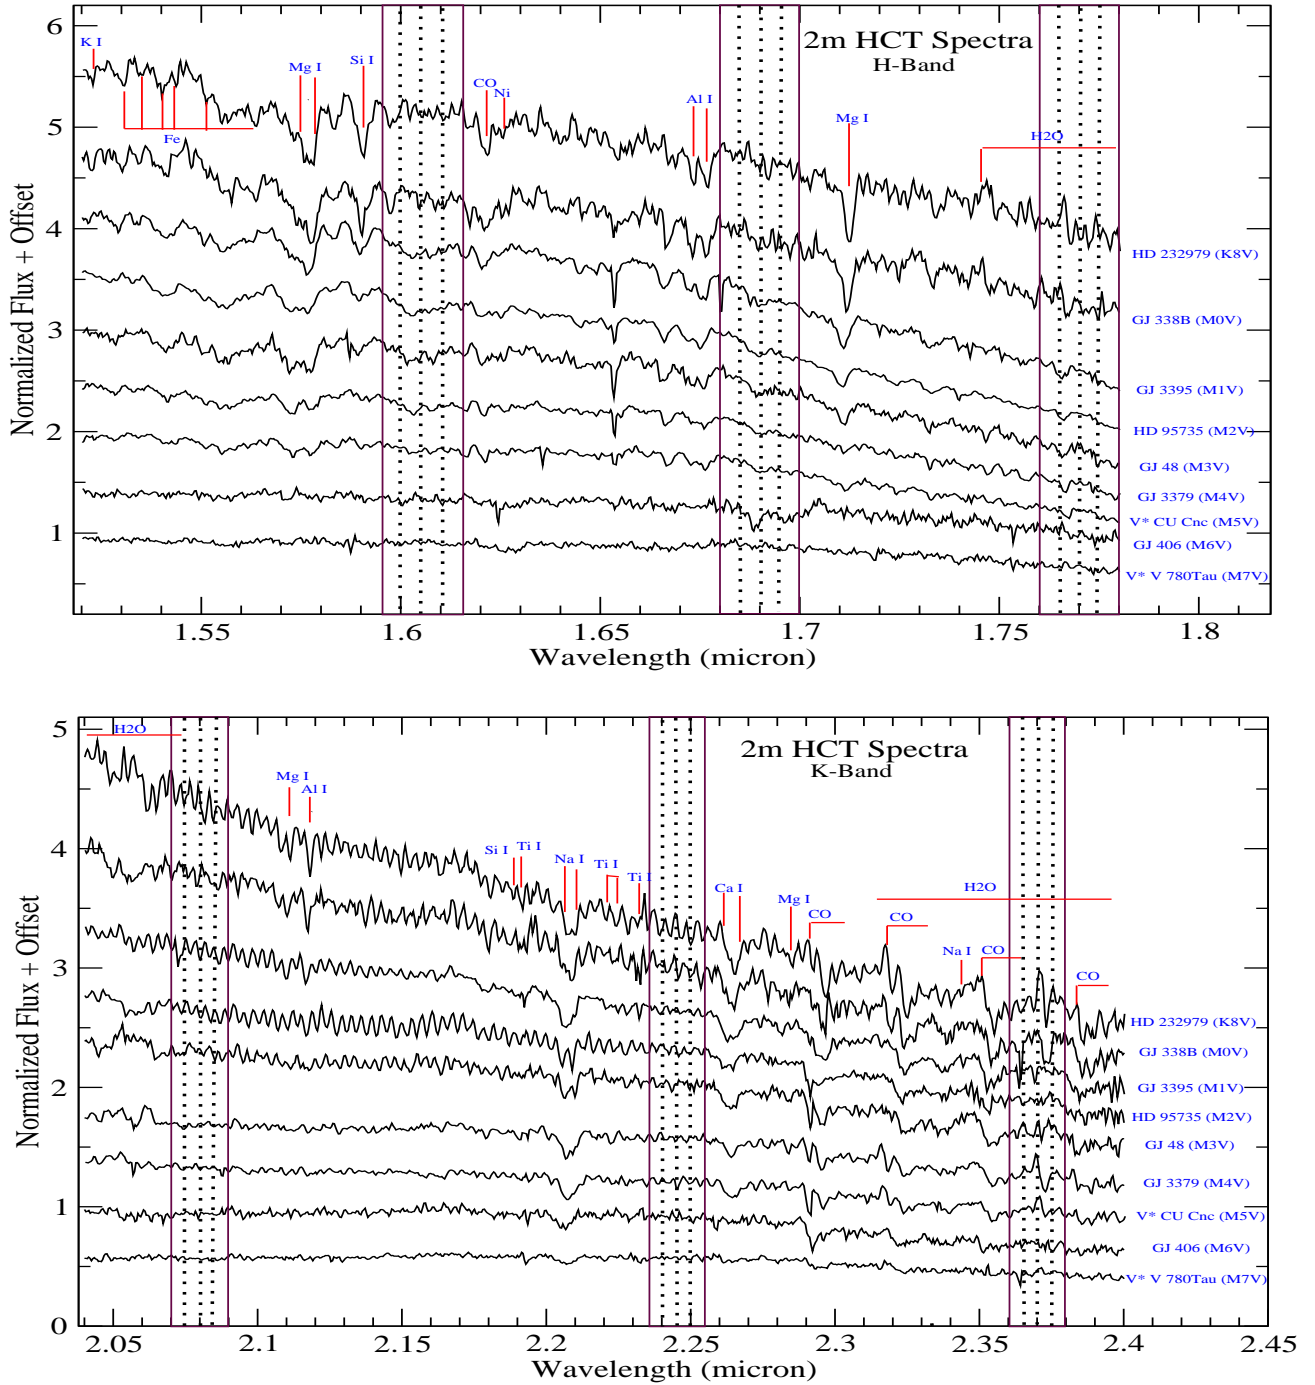 6
2m HCT Spectra
H-Band
K I
Mg I
Si I
CO
Ni
Al I
Mg I
H2O
Fe
5
4
3
2
1
Normalized Flux + Offset
HD 232979 (K8V)
GJ 338B (M0V)
GJ 3395 (M1V)
HD 95735 (M2V)
GJ 48 (M3V)
GJ 3379 (M4V)
V* CU Cnc (M5V)
GJ 406 (M6V)
V* V 780Tau (M7V)
1.55 1.6 1.65 1.7 1.75 1.8
Wavelength (micron)
5
H2O
2m HCT Spectra
K-Band
Mg I
Al I
Si I
Ti I
Na I
Ti I
Ti I
Ca I
Mg I
CO
CO
H2O
Na I
CO
CO
4
3
2
1
0
Normalized Flux + Offset
HD 232979 (K8V)
GJ 338B (M0V)
GJ 3395 (M1V)
HD 95735 (M2V)
GJ 48 (M3V)
GJ 3379 (M4V)
V* CU Cnc (M5V)
GJ 406 (M6V)
V* V 780Tau (M7V)
2.05 2.1 2.15 2.2 2.25 2.3 2.35 2.4 2.45
Wavelength (micron)